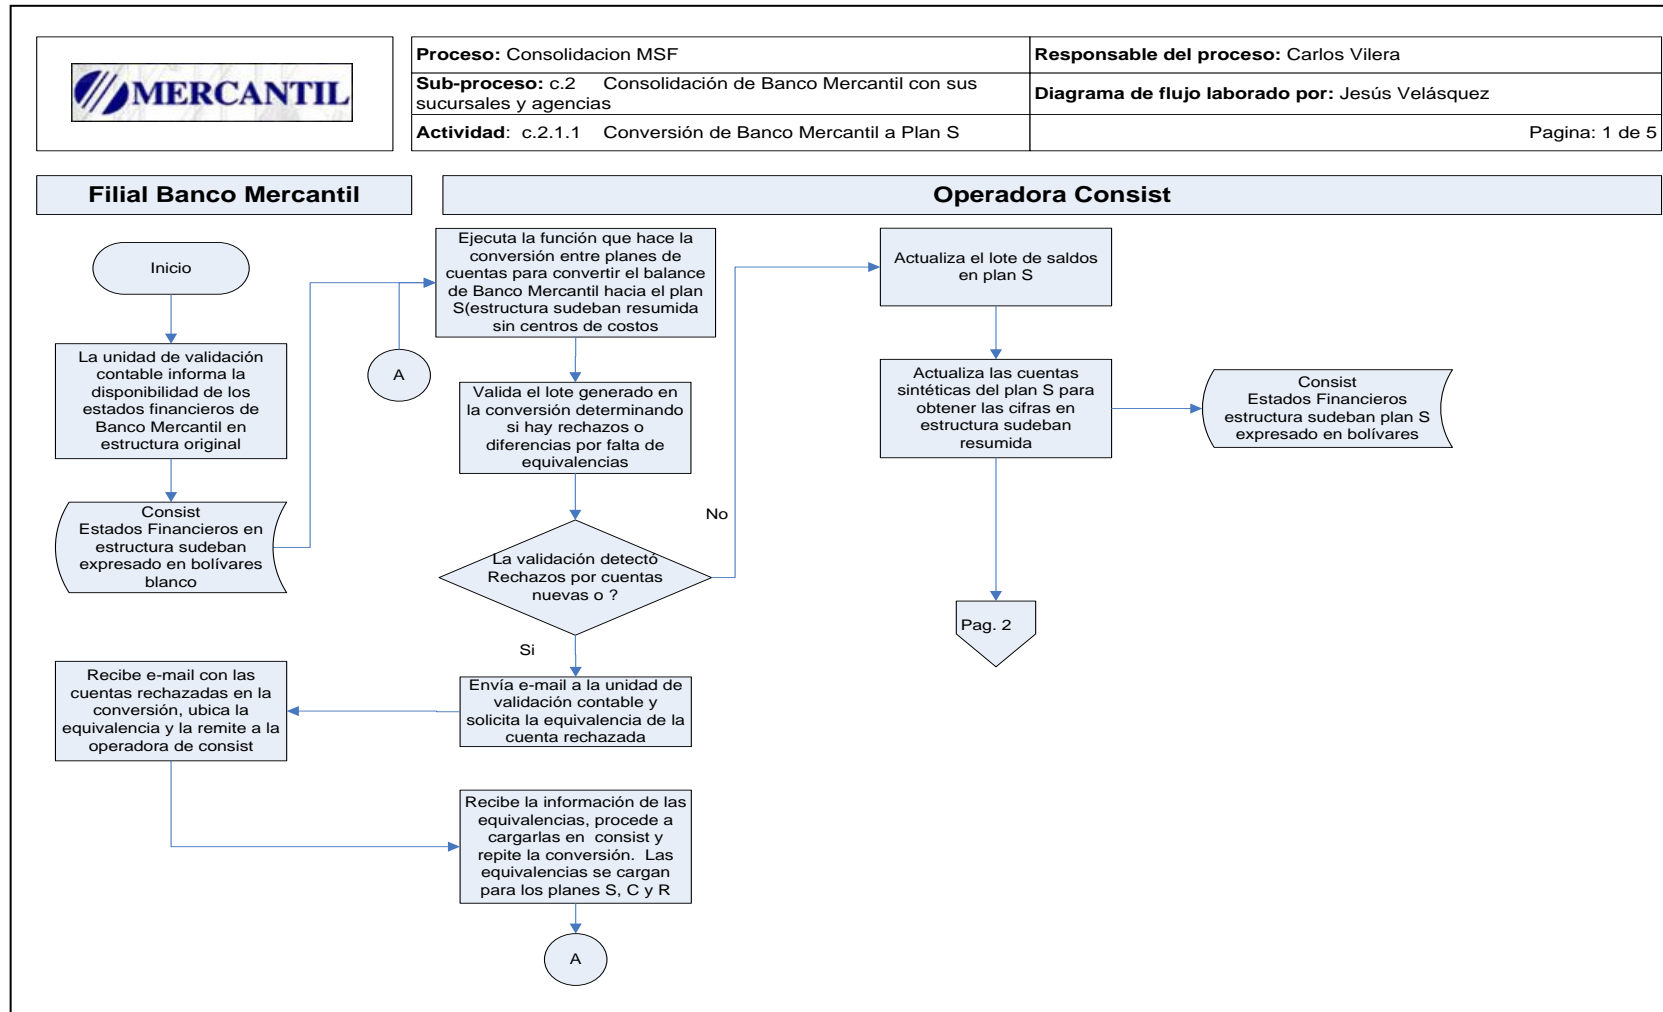 MERCANTIL
Proceso: Consolidacion MSF
Responsable del proceso: Carlos Vilera
Sub-proceso: c.2 Consolidación de Banco Mercantil con sus
sucursales y agencias
Diagrama de flujo laborado por: Jesús Velásquez
Actividad: c.2.1.1 Conversión de Banco Mercantil a Plan S
Pagina: 1 de 5
Filial Banco Mercantil
Operadora Consist
Inicio
La unidad de validación
contable informa la
disponibilidad de los
estados financieros de
Banco Mercantil en
estructura original
Consist
Estados Financieros en
estructura sudeban
expresado en bolívares
blanco
A
Ejecuta la función que hace la
conversión entre planes de
cuentas para convertir el balance
de Banco Mercantil hacia el plan
S(estructura sudeban resumida
sin centros de costos
Valida el lote generado en
la conversión determinando
si hay rechazos o
diferencias por falta de
equivalencias
La validación detectó
Rechazos por cuentas
nuevas o ?
No
Si
Actualiza el lote de saldos
en plan S
Actualiza las cuentas
sintéticas del plan S para
obtener las cifras en
estructura sudeban
resumida
Consist
Estados Financieros
estructura sudeban plan S
expresado en bolívares
Pag. 2
Envía e-mail a la unidad de
validación contable y
solicita la equivalencia de la
cuenta rechazada
Recibe e-mail con las
cuentas rechazadas en la
conversión, ubica la
equivalencia y la remite a la
operadora de consist
Recibe la información de las
equivalencias, procede a
cargarlas en consist y
repite la conversión. Las
equivalencias se cargan
para los planes S, C y R
A